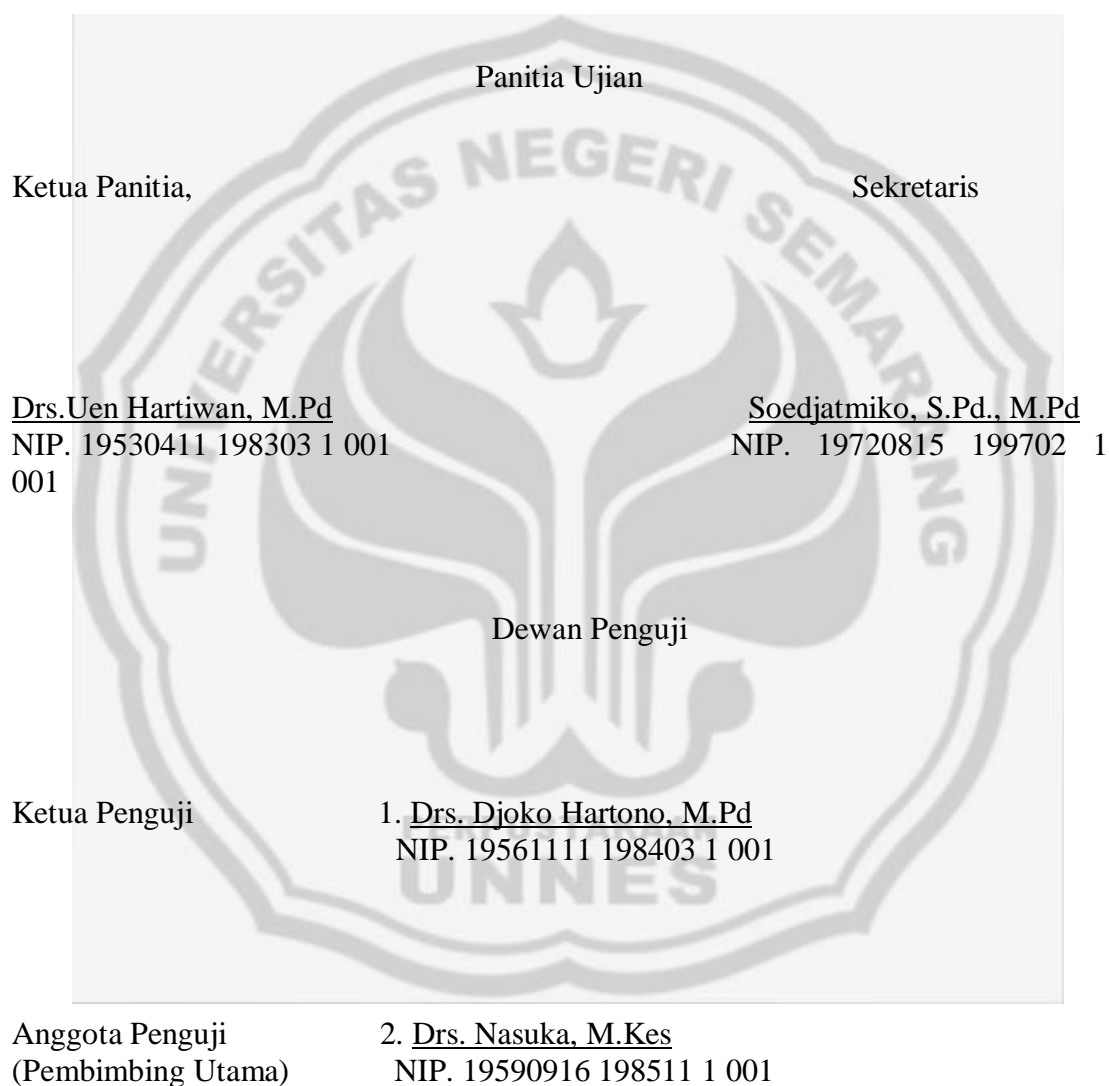 Panitia Ujian
Ketua Panitia, Sekretaris
Drs.Uen Hartiwan, M.Pd Soedjatmiko, S.Pd., M.Pd
NIP. 19530411 198303 1 001 NIP. 19720815 199702 1
001
UNIVERSITAS NEGERI SEMARANG
Dewan Penguji
Ketua Penguji 1. Drs. Djoko Hartono, M.Pd
PERPUSTAKAAN
NIP. 19561111 198403 1 001
UNNES
Anggota Penguji 2. Drs. Nasuka, M.Kes
(Pembimbing Utama) NIP. 19590916 198511 1 001